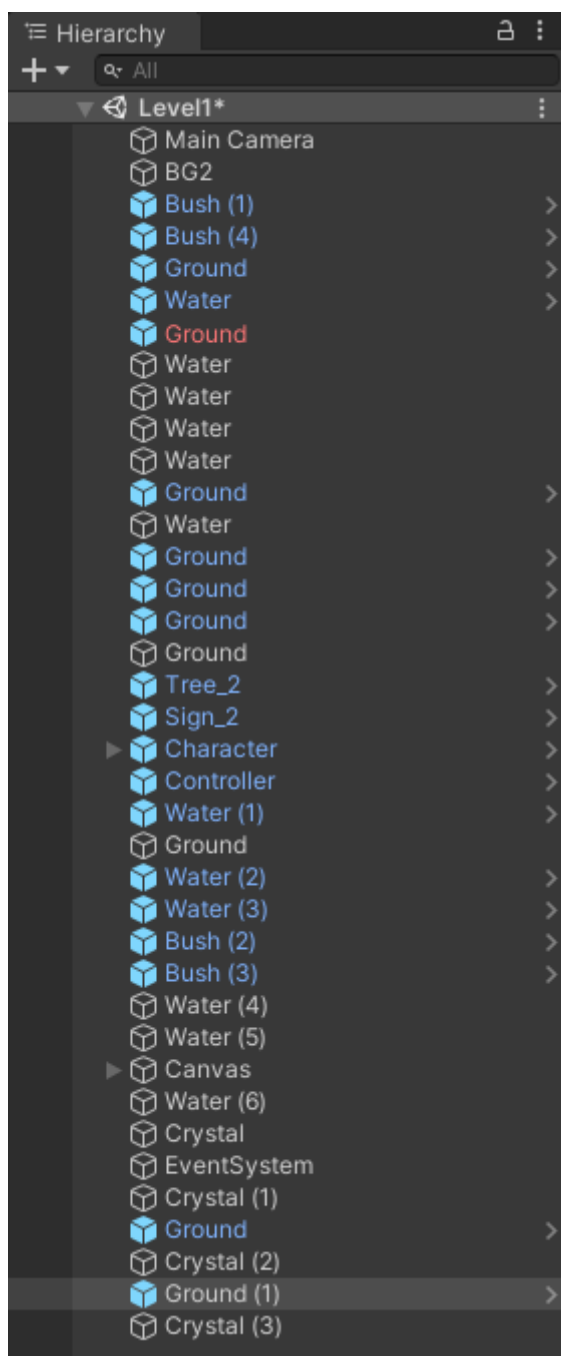 Hierarchy
All
Level1*
Main Camera
BG2
Bush (1)
Bush (4)
Ground
Water
Ground
Water
Water
Water
Water
Ground
Water
Ground
Ground
Ground
Ground
Tree_2
Sign_2
Character
Controller
Water (1)
Ground
Water (2)
Water (3)
Bush (2)
Bush (3)
Water (4)
Water (5)
Canvas
Water (6)
Crystal
EventSystem
Crystal (1)
Ground
Crystal (2)
Ground (1)
Crystal (3)